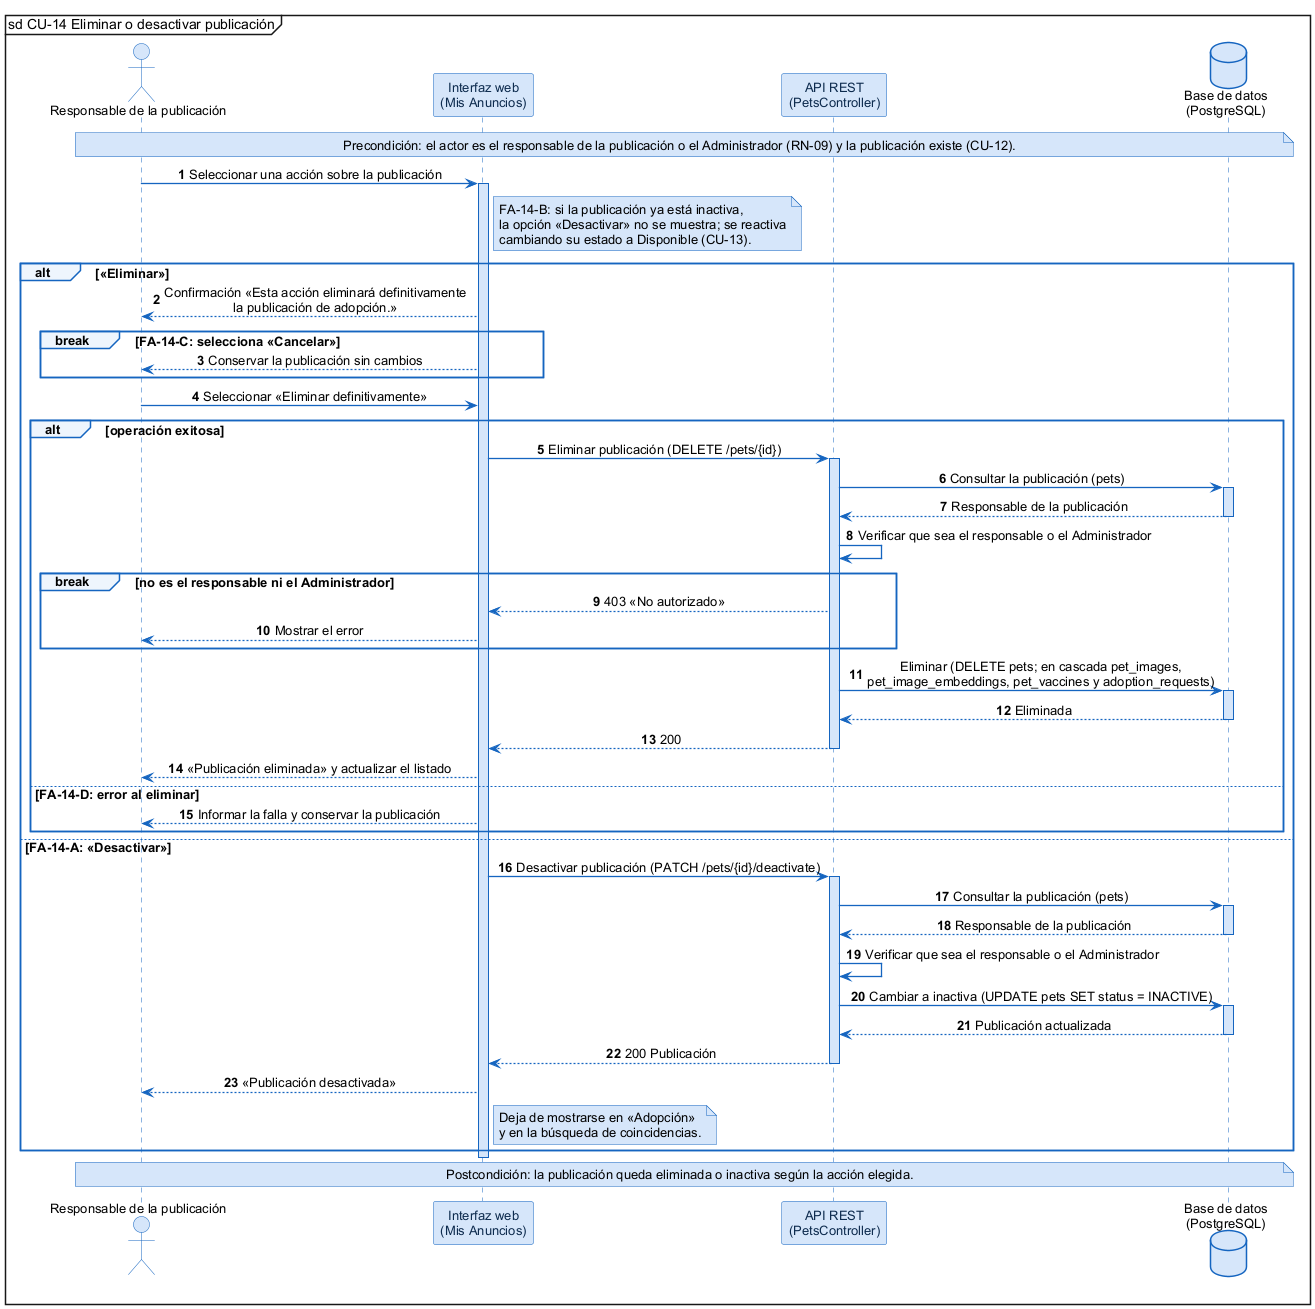 sd CU-14 Eliminar o desactivar publicación
Responsable de la publicación
Interfaz web
(Mis Anuncios)
API REST
(PetsController)
Base de datos
(PostgreSQL)
Precondición: el actor es el responsable de la publicación o el Administrador (RN-09) y la publicación existe (CU-12).
1 Seleccionar una acción sobre la publicación
FA-14-B: si la publicación ya está inactiva,
la opción «Desactivar» no se muestra; se reactiva
cambiando su estado a Disponible (CU-13).
alt [«Eliminar»]
2 Confirmación «Esta acción eliminará definitivamente
la publicación de adopción.»
break [FA-14-C: selecciona «Cancelar»]
3 Conservar la publicación sin cambios
4 Seleccionar «Eliminar definitivamente»
alt [operación exitosa]
5 Eliminar publicación (DELETE /pets/{id})
6 Consultar la publicación (pets)
7 Responsable de la publicación
8 Verificar que sea el responsable o el Administrador
break [no es el responsable ni el Administrador]
9 403 «No autorizado»
10 Mostrar el error
11 Eliminar (DELETE pets; en cascada pet_images,
pet_image_embeddings, pet_vaccines y adoption_requests)
12 Eliminada
13 200
14 «Publicación eliminada» y actualizar el listado
[FA-14-D: error al eliminar]
15 Informar la falla y conservar la publicación
[FA-14-A: «Desactivar»]
16 Desactivar publicación (PATCH /pets/{id}/deactivate)
17 Consultar la publicación (pets)
18 Responsable de la publicación
19 Verificar que sea el responsable o el Administrador
20 Cambiar a inactiva (UPDATE pets SET status = INACTIVE)
21 Publicación actualizada
22 200 Publicación
23 «Publicación desactivada»
Deja de mostrarse en «Adopción»
y en la búsqueda de coincidencias.
Postcondición: la publicación queda eliminada o inactiva según la acción elegida.
Responsable de la publicación
Interfaz web
(Mis Anuncios)
API REST
(PetsController)
Base de datos
(PostgreSQL)